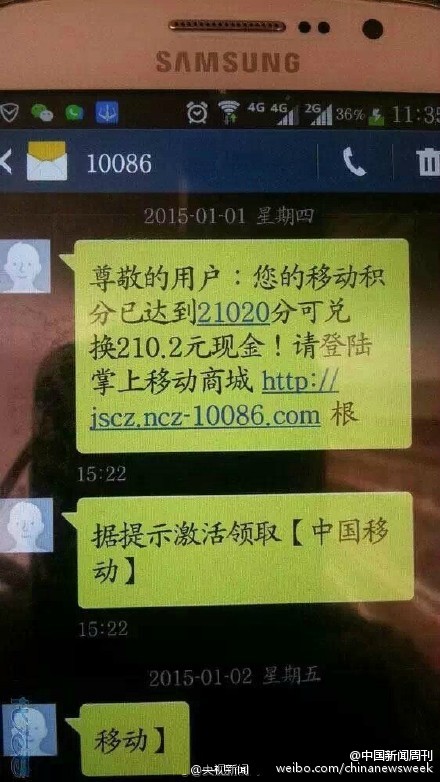 SAMSUNG
4G 4G 2G 36% 11:35
10086
2015-01-01 星期四
尊敬的用户：您的移动积
分已达到21020分可兑
换210.2元现金！请登陆
掌上移动商城 http://
jscz.ncz-10086.com 根
15:22
据提示激活领取【中国移
动】
15:22
2015-01-02 星期五
移动】
@央视新闻
@中国新闻周刊
weibo.com/chinanewsweek